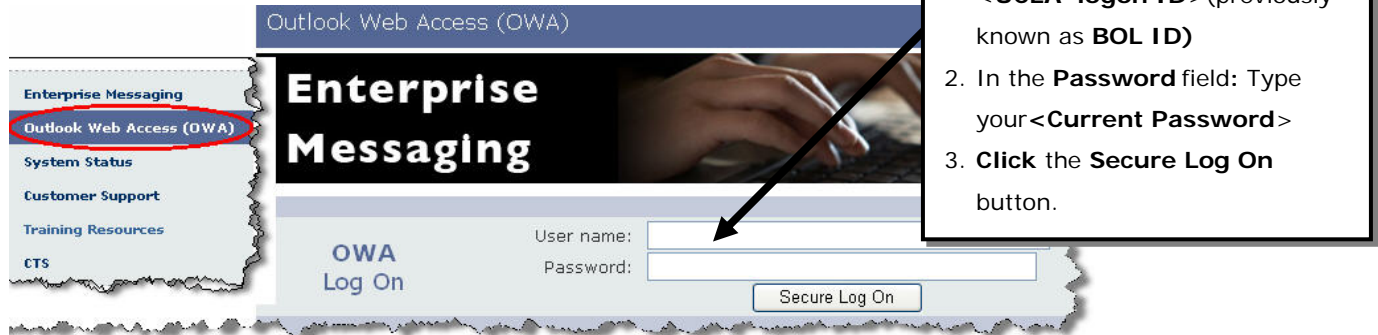 Outlook Web Access (OWA)
Enterprise Messaging
Outlook Web Access (OWA)
System Status
Customer Support
Training Resources
CTS
Enterprise
Messaging
OWA
Log On
User name:
Password:
Secure Log On
known as BOL ID)
2. In the Password field: Type
your<Current Password>
3. Click the Secure Log On
button.